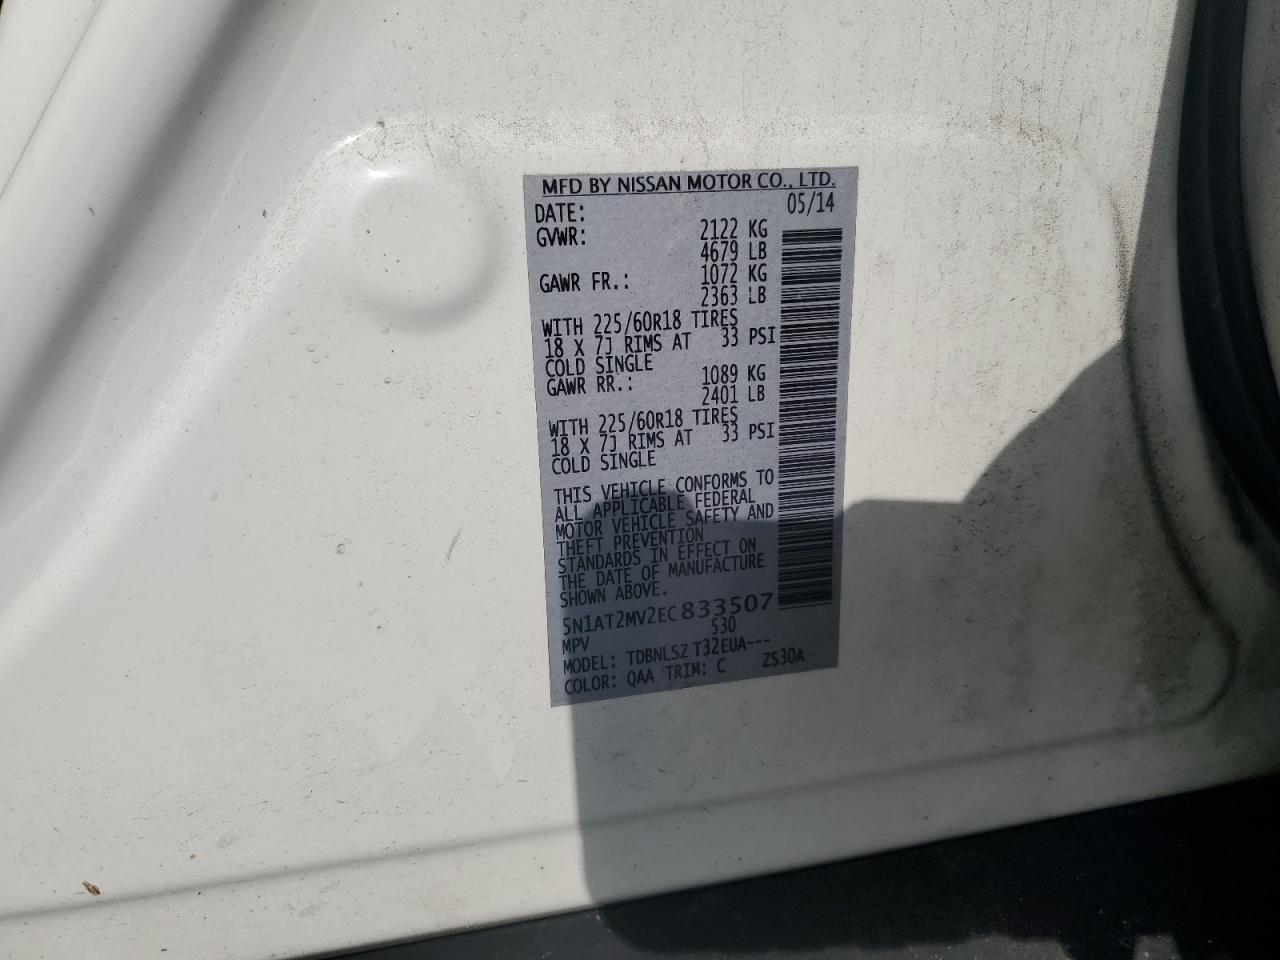 MFD BY NISSAN MOTOR CO., LTD.
DATE: 05/14
GVWR: 2122 KG
4679 LB
GAWR FR.: 1072 KG
2363 LB
WITH 225/60R18 TIRES
18 X 7J RIMS AT 33 PSI
COLD SINGLE
GAWR RR.: 1089 KG
2401 LB
WITH 225/60R18 TIRES
18 X 7J RIMS AT 33 PSI
COLD SINGLE
THIS VEHICLE CONFORMS TO
ALL APPLICABLE FEDERAL
MOTOR VEHICLE SAFETY AND
THEFT PREVENTION
STANDARDS IN EFFECT ON
THE DATE OF MANUFACTURE
SHOWN ABOVE.
5N1AT2MV2EC833507
MPV 530
MODEL: TDBNLSZ T32EUA---
COLOR: QAA TRIM: C ZS30A